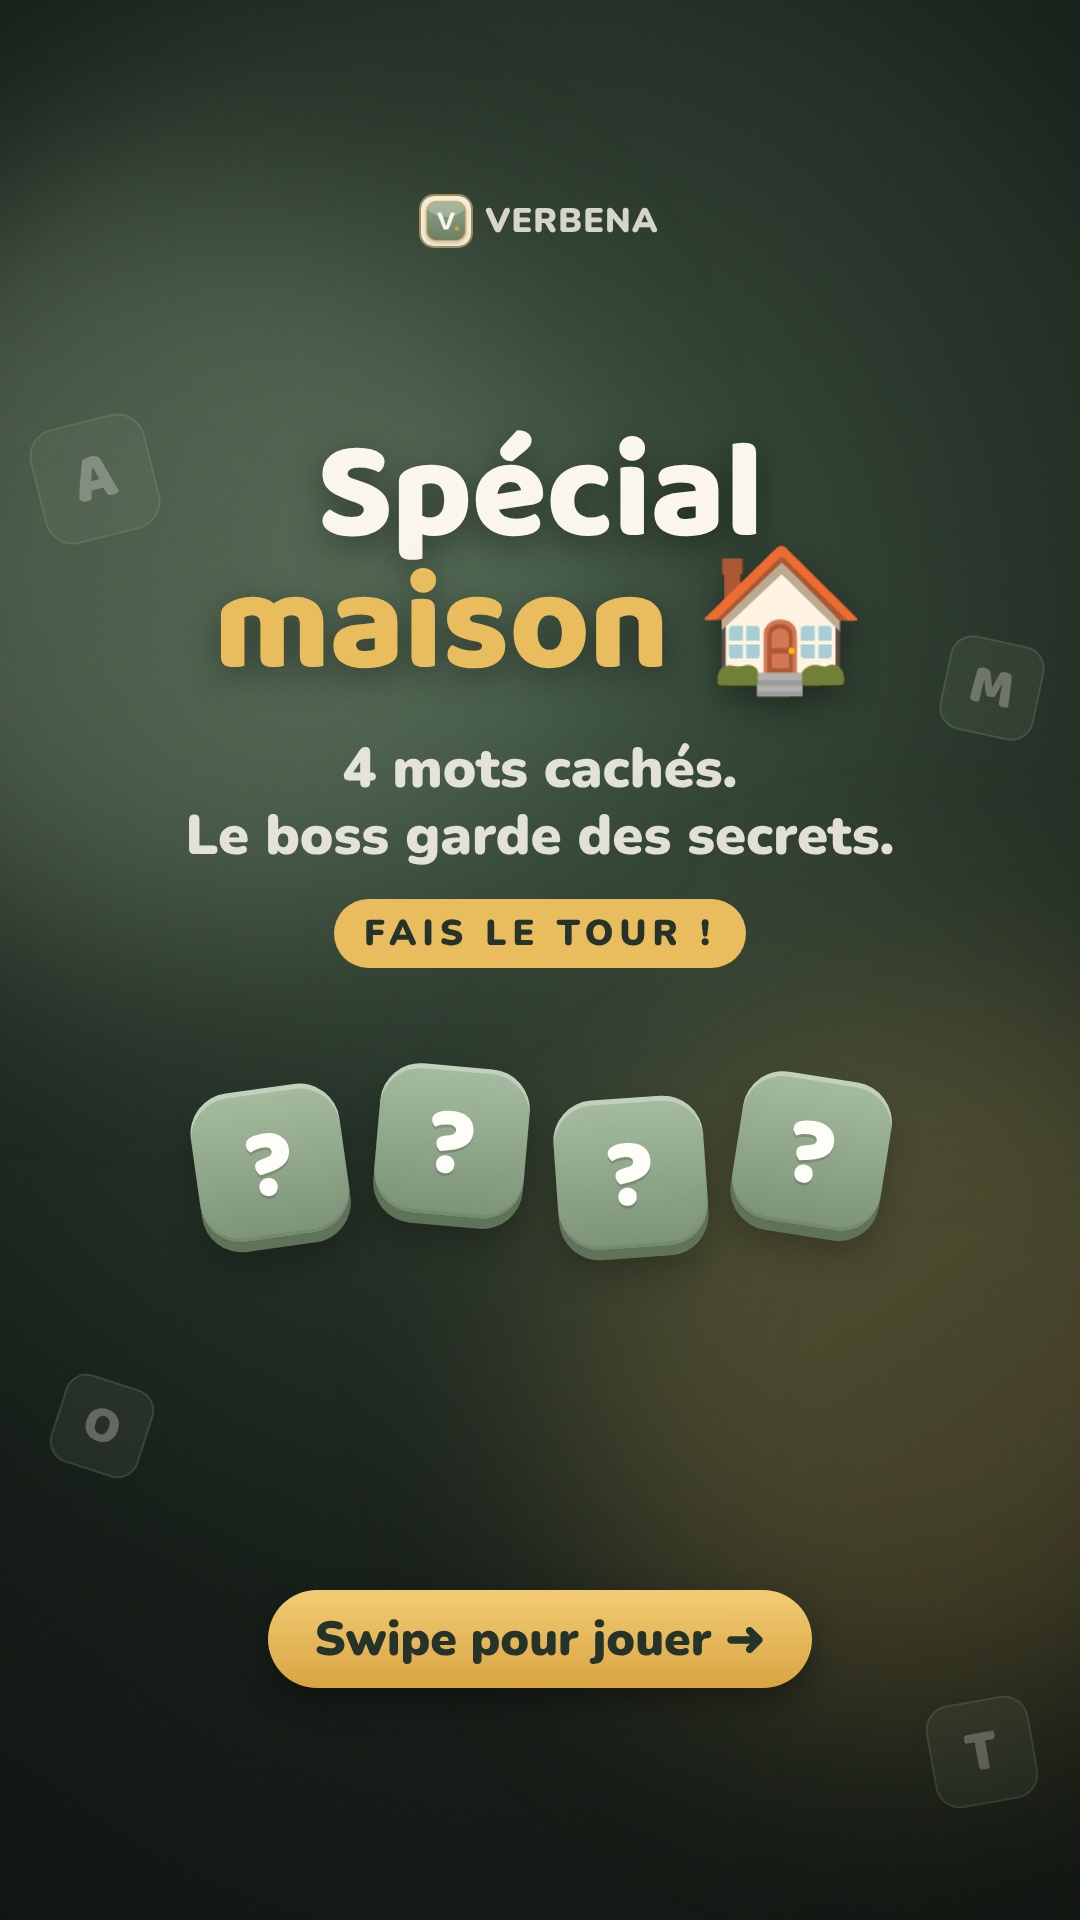 V.
VERBENA
A
Spécial
maison
M
4 mots cachés.
Le boss garde des secrets.
FAIS LE TOUR !
? ? ? ?
O
Swipe pour jouer ➜
T